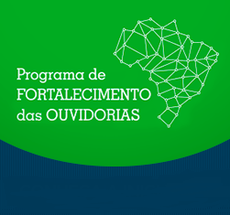 Programa de
FORTALECIMENTO
das OUVIDORIAS